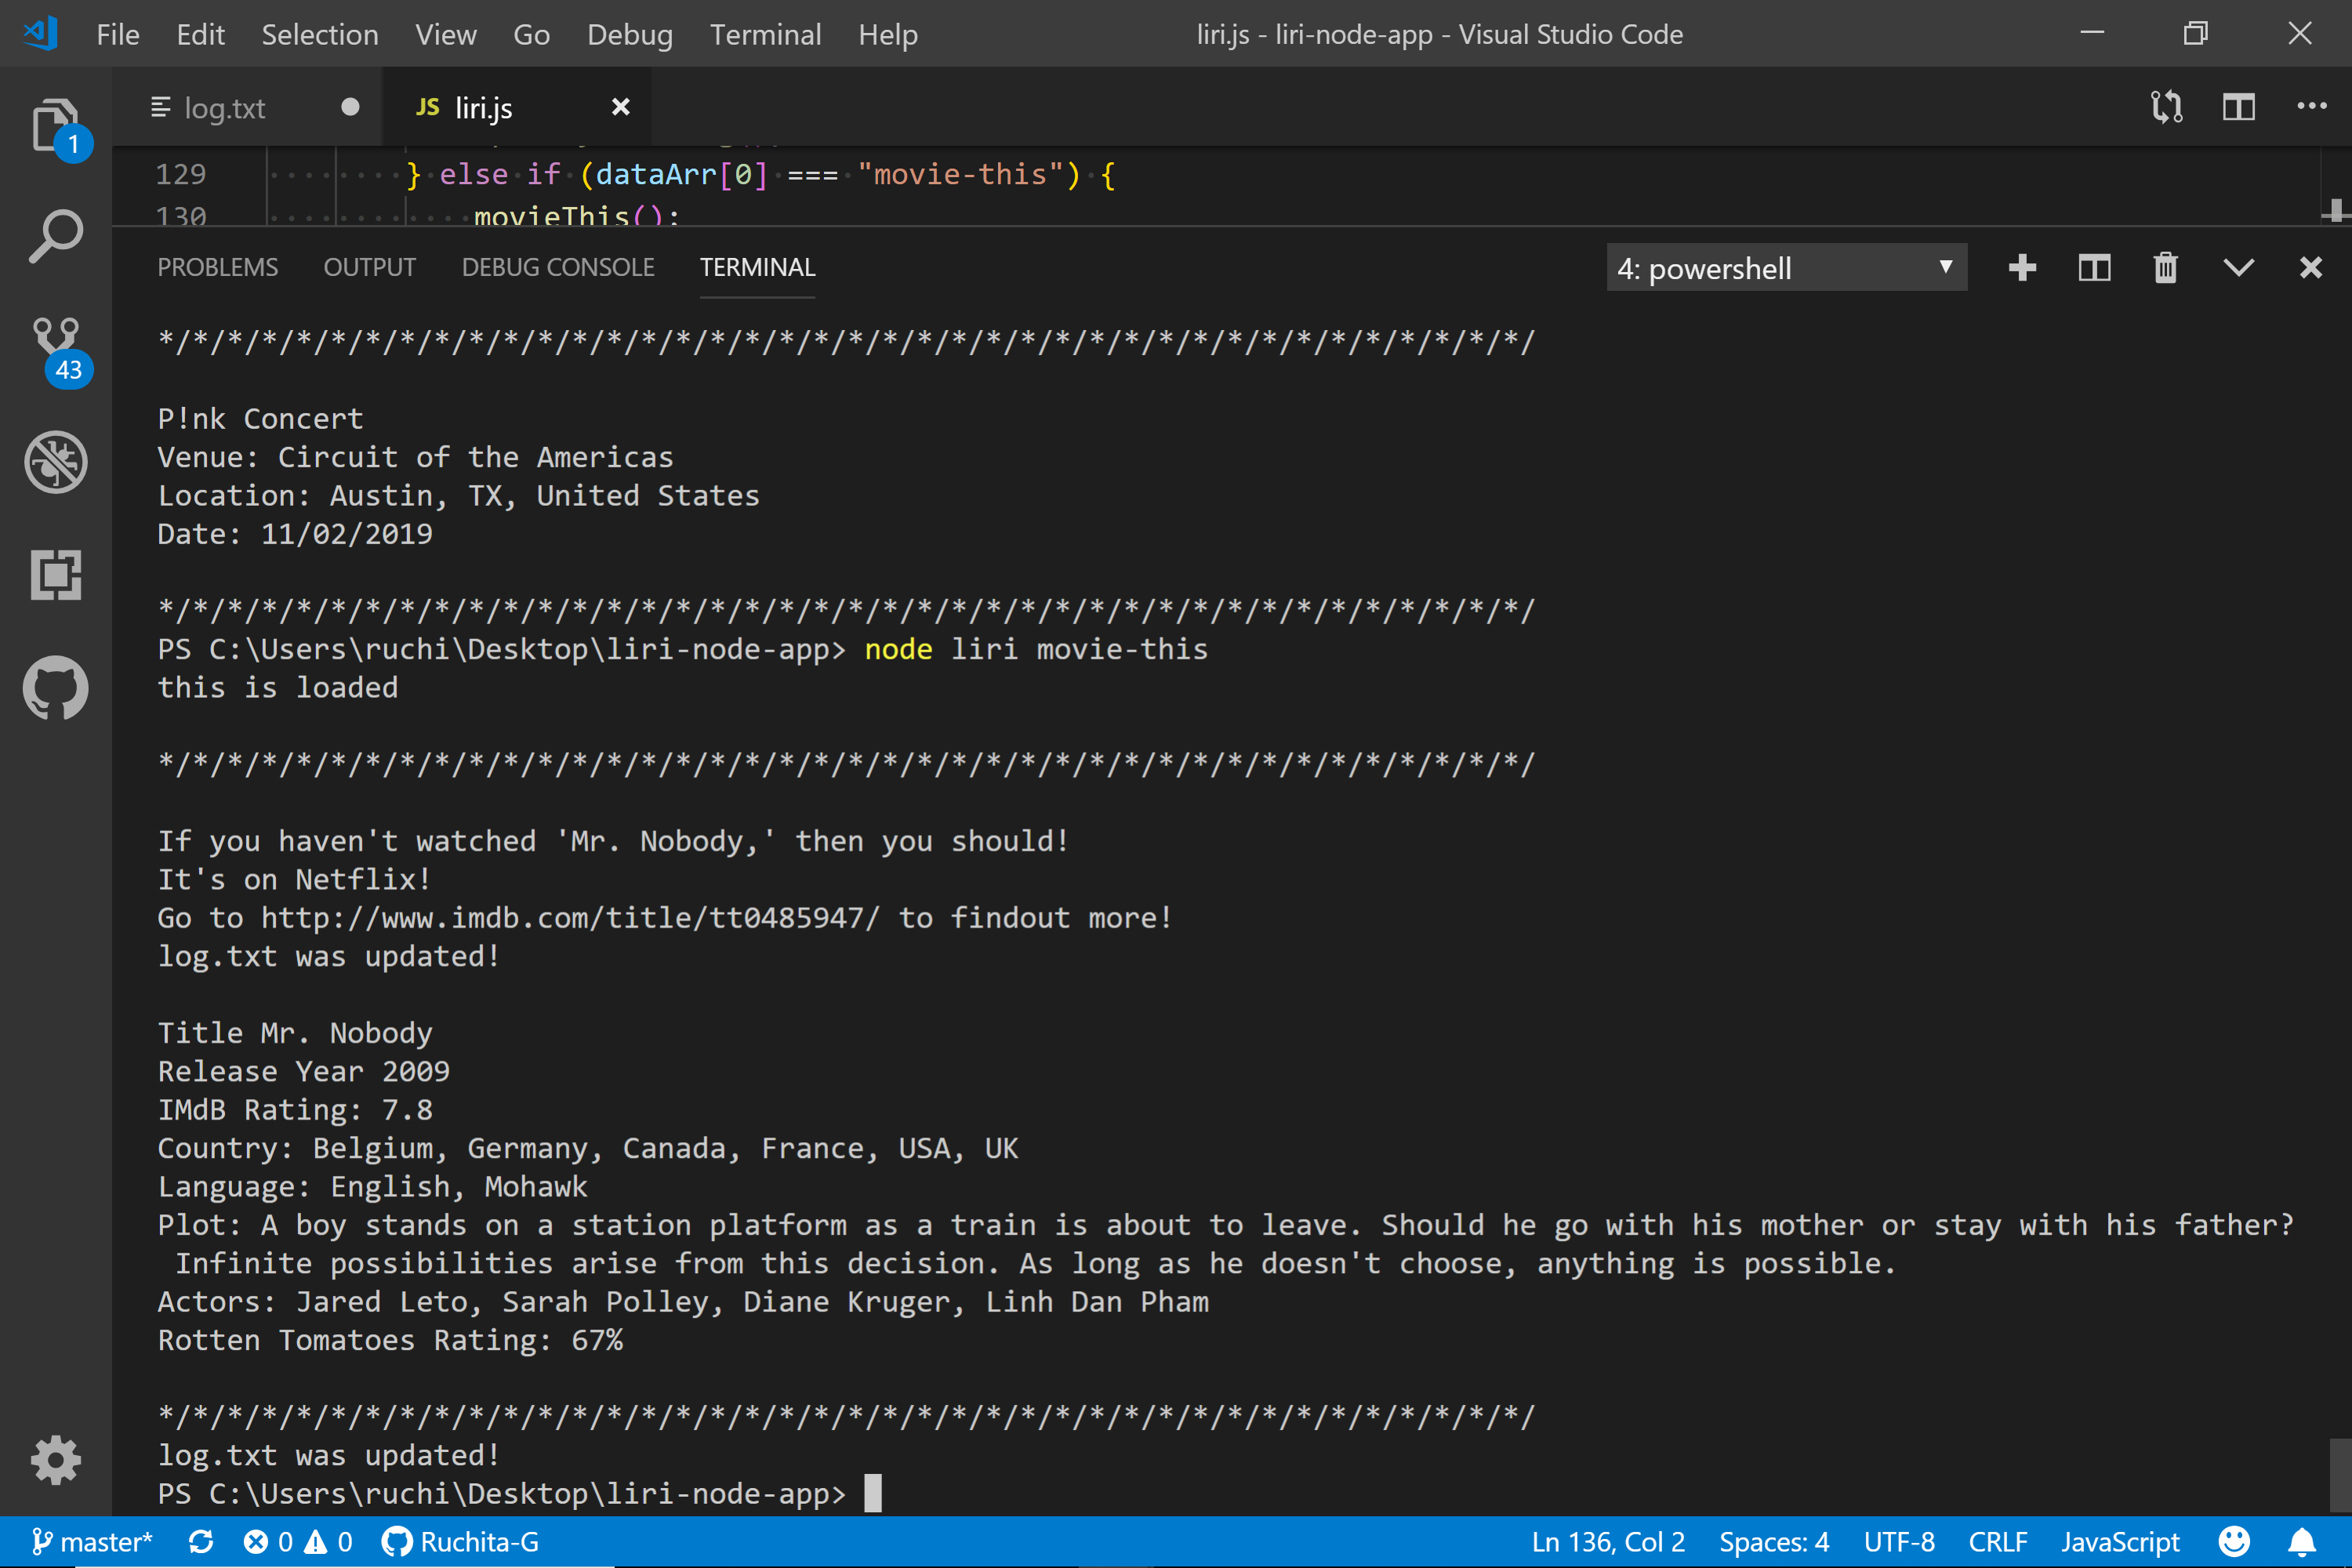 File Edit Selection View Go Debug Terminal Help liri.js - liri-node-app - Visual Studio Code
log.txt JS liri.js
1
129 } else if (dataArr[0] === "movie-this") {
130 movieThis();
PROBLEMS OUTPUT DEBUG CONSOLE TERMINAL 4: powershell
43
*/*/*/*/*/*/*/*/*/*/*/*/*/*/*/*/*/*/*/*/*/*/*/*/*/*/*/*/*/*/*/*/*/*/*/*/*/*/*/*/
P!nk Concert
Venue: Circuit of the Americas
Location: Austin, TX, United States
Date: 11/02/2019
*/*/*/*/*/*/*/*/*/*/*/*/*/*/*/*/*/*/*/*/*/*/*/*/*/*/*/*/*/*/*/*/*/*/*/*/*/*/*/*/
PS C:\Users\ruchi\Desktop\liri-node-app> node liri movie-this
this is loaded
*/*/*/*/*/*/*/*/*/*/*/*/*/*/*/*/*/*/*/*/*/*/*/*/*/*/*/*/*/*/*/*/*/*/*/*/*/*/*/*/
If you haven't watched 'Mr. Nobody,' then you should!
It's on Netflix!
Go to http://www.imdb.com/title/tt0485947/ to findout more!
log.txt was updated!
Title Mr. Nobody
Release Year 2009
IMdB Rating: 7.8
Country: Belgium, Germany, Canada, France, USA, UK
Language: English, Mohawk
Plot: A boy stands on a station platform as a train is about to leave. Should he go with his mother or stay with his father?
Infinite possibilities arise from this decision. As long as he doesn't choose, anything is possible.
Actors: Jared Leto, Sarah Polley, Diane Kruger, Linh Dan Pham
Rotten Tomatoes Rating: 67%
*/*/*/*/*/*/*/*/*/*/*/*/*/*/*/*/*/*/*/*/*/*/*/*/*/*/*/*/*/*/*/*/*/*/*/*/*/*/*/*/
log.txt was updated!
PS C:\Users\ruchi\Desktop\liri-node-app>
master* 0 0 Ruchita-G Ln 136, Col 2 Spaces: 4 UTF-8 CRLF JavaScript